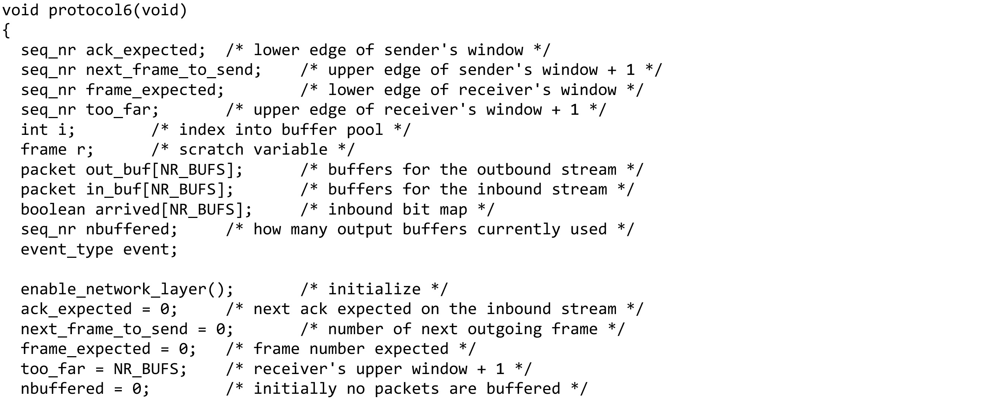 void protocol6(void)
{
  seq_nr ack_expected;  /* lower edge of sender's window */
  seq_nr next_frame_to_send;    /* upper edge of sender's window + 1 */
  seq_nr frame_expected;        /* lower edge of receiver's window */
  seq_nr too_far;       /* upper edge of receiver's window + 1 */
  int i;        /* index into buffer pool */
  frame r;      /* scratch variable */
  packet out_buf[NR_BUFS];      /* buffers for the outbound stream */
  packet in_buf[NR_BUFS];       /* buffers for the inbound stream */
  boolean arrived[NR_BUFS];     /* inbound bit map */
  seq_nr nbuffered;     /* how many output buffers currently used */
  event_type event;

  enable_network_layer();       /* initialize */
  ack_expected = 0;     /* next ack expected on the inbound stream */
  next_frame_to_send = 0;       /* number of next outgoing frame */
  frame_expected = 0;   /* frame number expected */
  too_far = NR_BUFS;    /* receiver's upper window + 1 */
  nbuffered = 0;        /* initially no packets are buffered */